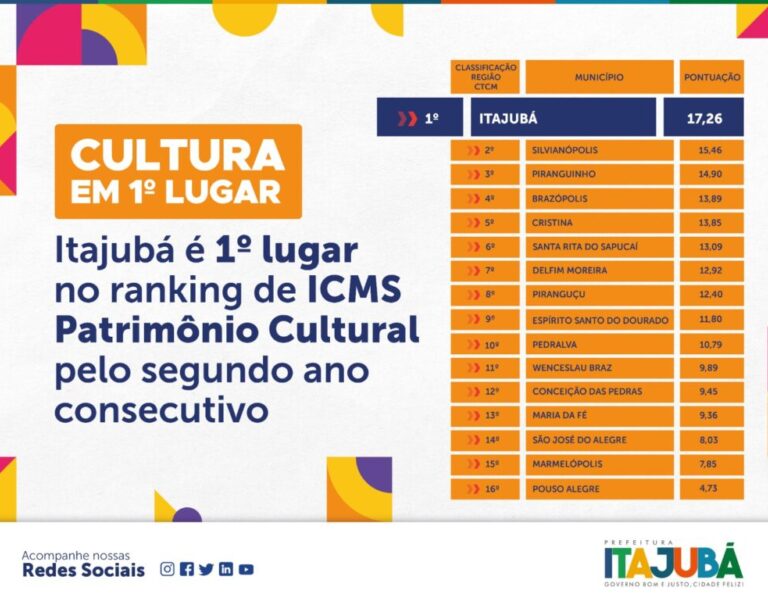 CULTURA
EM 1º LUGAR
Itajubá é 1º lugar
no ranking de ICMS
Patrimônio Cultural
pelo segundo ano
consecutivo
CLASSIFICAÇÃO
REGIÃO
CTCM
MUNICÍPIO
PONTUAÇÃO
1º ITAJUBÁ 17,26
2º SILVIANÓPOLIS 15,46
3º PIRANGUINHO 14,90
4º BRAZÓPOLIS 13,89
5º CRISTINA 13,85
6º SANTA RITA DO SAPUCAÍ 13,09
7º DELFIM MOREIRA 12,92
8º PIRANGUÇU 12,40
9º ESPÍRITO SANTO DO DOURADO 11,80
10º PEDRALVA 10,79
11º WENCESLAU BRAZ 9,89
12º CONCEIÇÃO DAS PEDRAS 9,45
13º MARIA DA FÉ 9,36
14º SÃO JOSÉ DO ALEGRE 8,03
15º MARMELÓPOLIS 7,85
16º POUSO ALEGRE 4,73
Acompanhe nossas
Redes Sociais
PREFEITURA
ITAJUBÁ
GOVERNO BOM E JUSTO, CIDADE FELIZ!